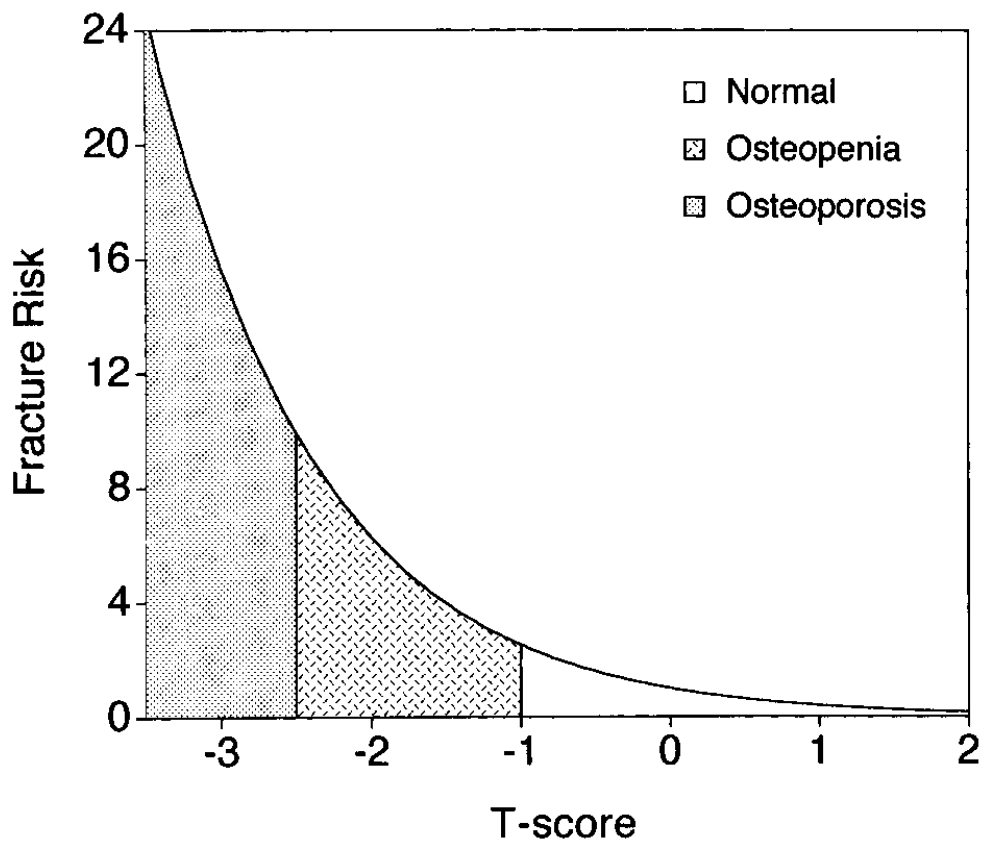 24
20
16
12
8
4
0
Fracture Risk
Normal
Osteopenia
Osteoporosis
-3 -2 -1 0 1 2
T-score